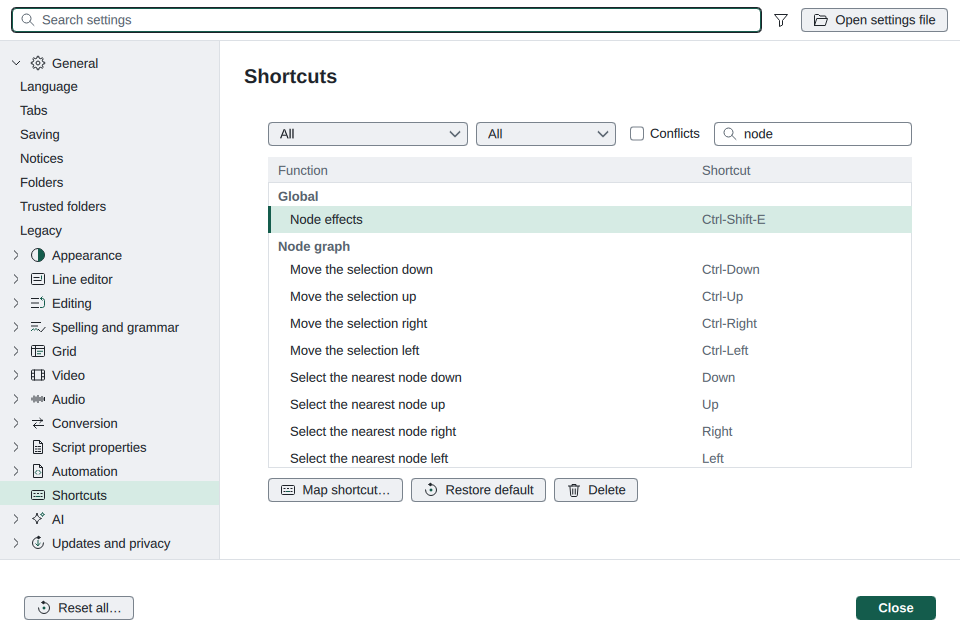 Search settings
Open settings file
General
Language
Tabs
Saving
Notices
Folders
Trusted folders
Legacy
Appearance
Line editor
Editing
Spelling and grammar
Grid
Video
Audio
Conversion
Script properties
Automation
Shortcuts
AI
Updates and privacy
Shortcuts
All
All
Conflicts
node
Function Shortcut
Global
Node effects Ctrl-Shift-E
Node graph
Move the selection down Ctrl-Down
Move the selection up Ctrl-Up
Move the selection right Ctrl-Right
Move the selection left Ctrl-Left
Select the nearest node down Down
Select the nearest node up Up
Select the nearest node right Right
Select the nearest node left Left
Map shortcut…
Restore default
Delete
Reset all…
Close